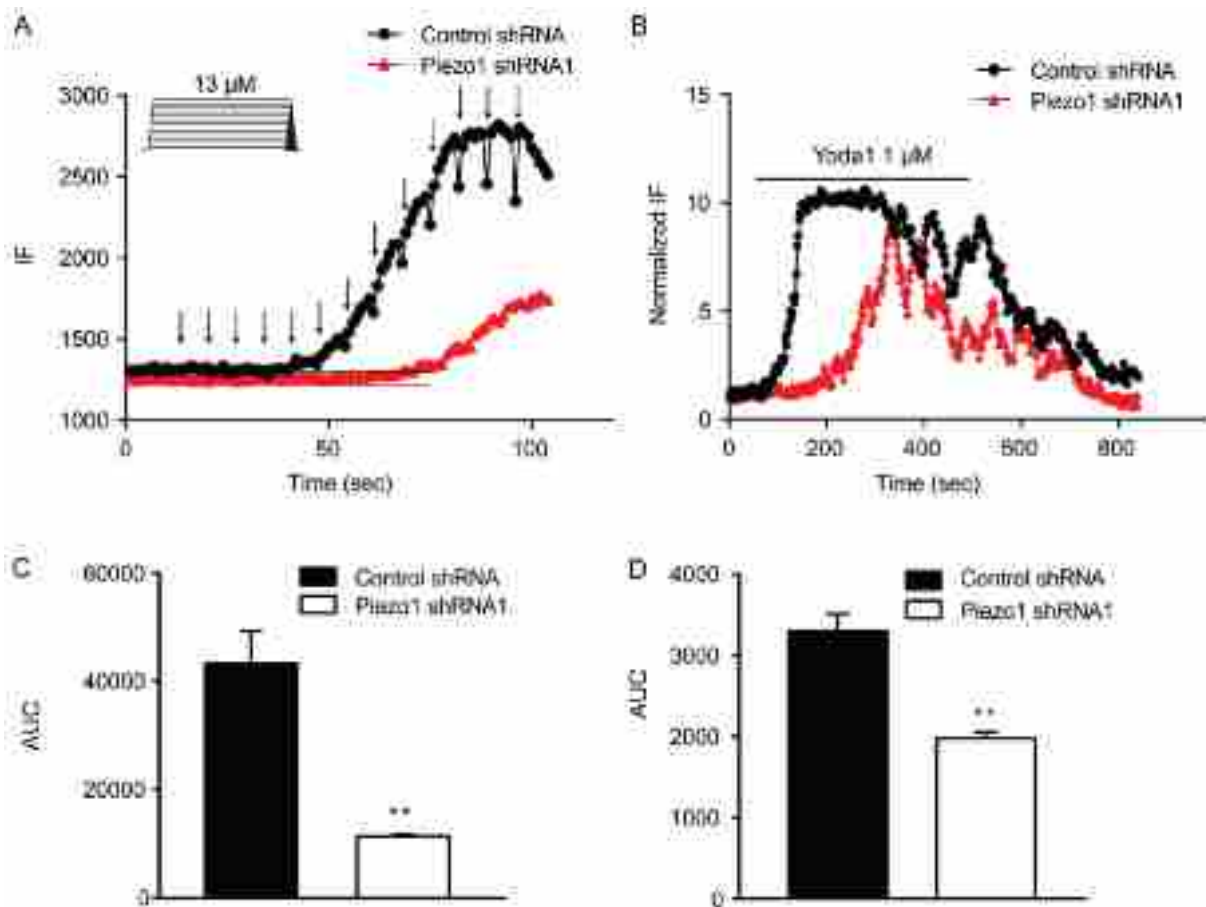 A
Control shRNA
Piezo1 shRNA1
13 µM
3000
2500
2000
1500
1000
IF
0
50
100
Time (sec)
B
Control shRNA
Piezo1 shRNA1
Yoda1 1 µM
15
10
5
0
Normalized IF
0
200
400
600
800
Time (sec)
C
Control shRNA
Piezo1 shRNA1
60000
40000
20000
0
AUC
**
D
Control shRNA
Piezo1 shRNA1
4000
3000
2000
1000
0
AUC
**